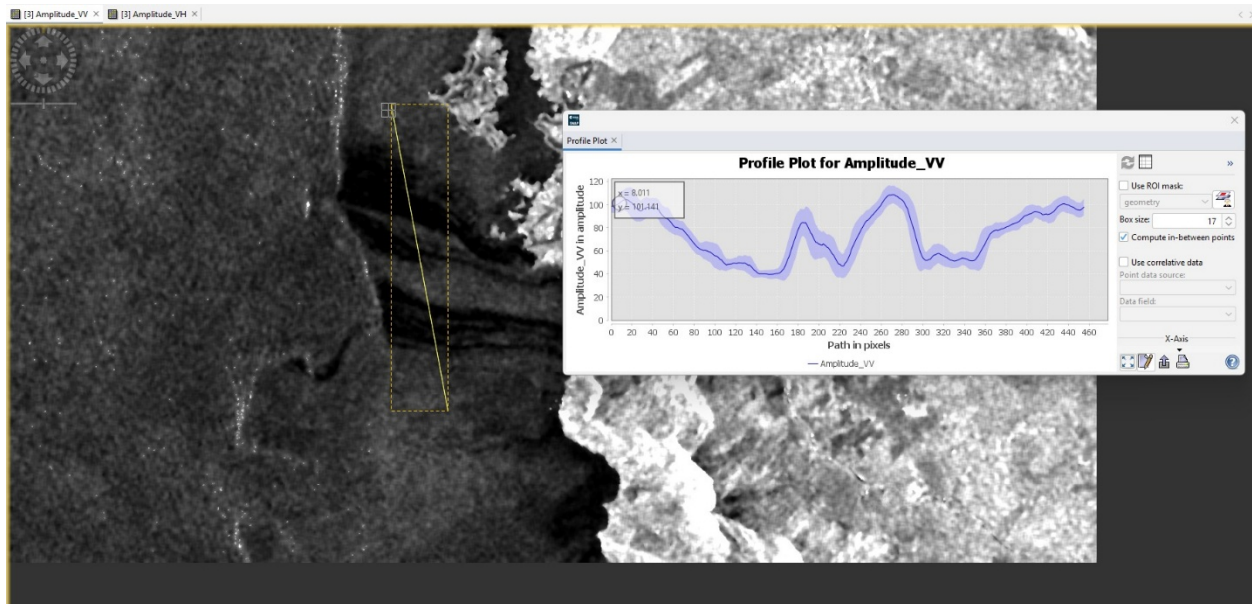 [3] Amplitude_VV × [3] Amplitude_VH ×
Profile Plot ×
Profile Plot for Amplitude_VV
Amplitude_VV in amplitude
120
100
80
60
40
20
0
x = 8.011
y = 101.141
0 20 40 60 80 100 120 140 160 180 200 220 240 260 280 300 320 340 360 380 400 420 440 460
Path in pixels
Amplitude_VV
Use ROI mask:
geometry
Box size: 17
Compute in-between points
Use correlative data
Point data source:
Data field:
X-Axis